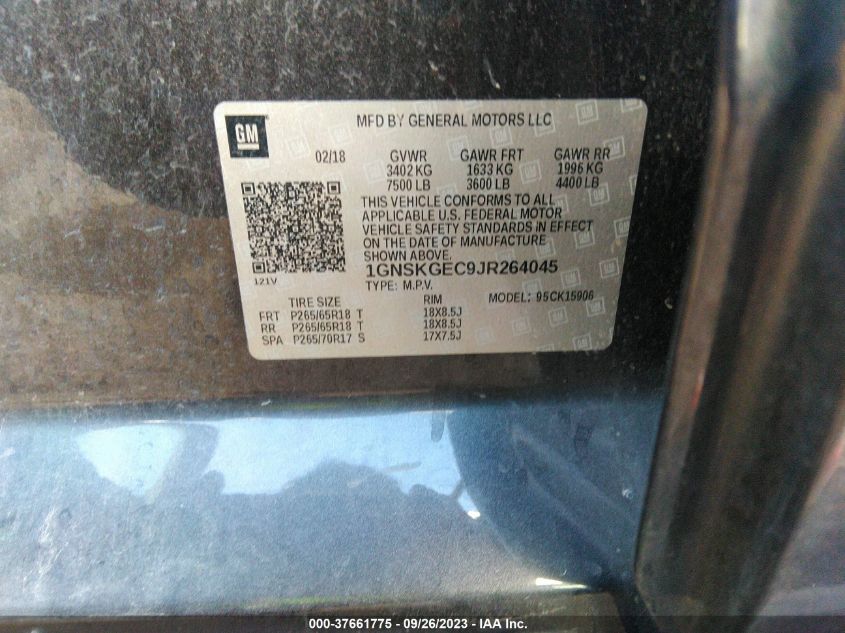 GM
MFD BY GENERAL MOTORS LLC
02/18 GVWR GAWR FRT GAWR RR
3402 KG 1633 KG 1996 KG
7500 LB 3600 LB 4400 LB
THIS VEHICLE CONFORMS TO ALL
APPLICABLE U.S. FEDERAL MOTOR
VEHICLE SAFETY STANDARDS IN EFFECT
ON THE DATE OF MANUFACTURE
SHOWN ABOVE.
121V
1GNSKGEC9JR264045
TYPE: M.P.V. MODEL: 95CK15906
TIRE SIZE RIM
FRT P265/65R18 T 18X8.5J
RR P265/65R18 T 18X8.5J
SPA P265/70R17 S 17X7.5J
000-37661775 - 09/26/2023 - IAA Inc.